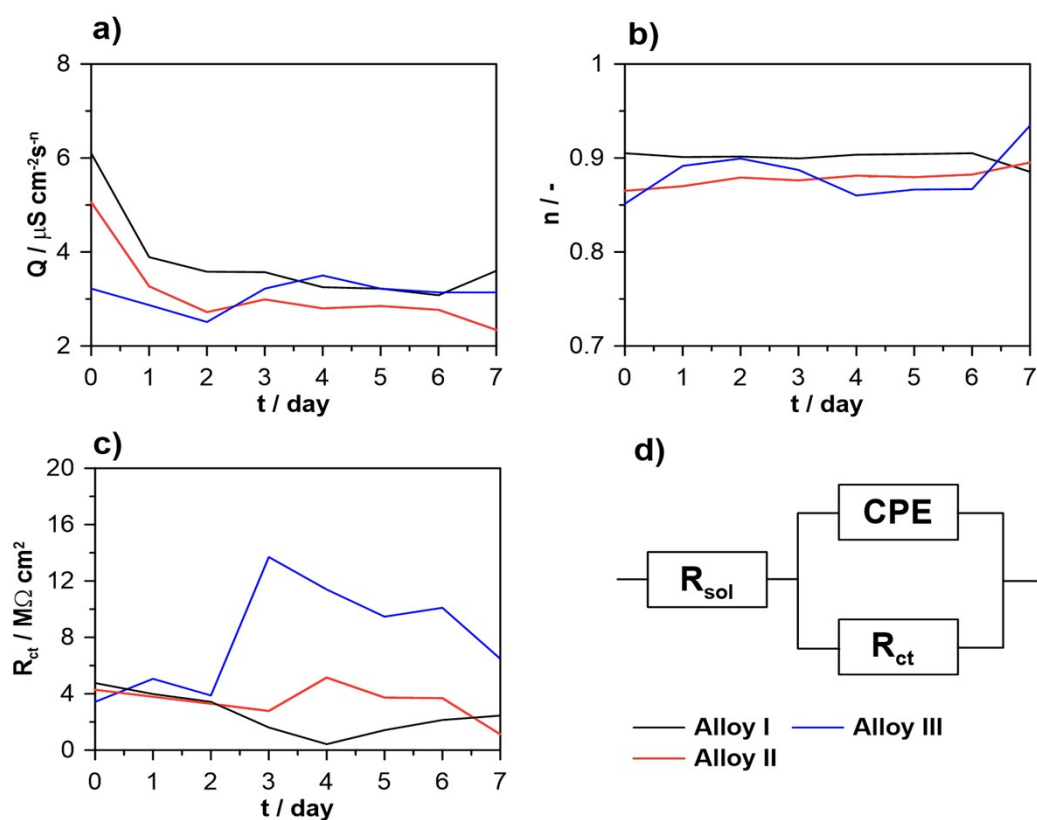 a)
8
6
4
2
Q / μS cm⁻²s⁻ⁿ
0 1 2 3 4 5 6 7
t / day
b)
1
0.9
0.8
0.7
n / -
0 1 2 3 4 5 6 7
t / day
c)
20
16
12
8
4
0
R_ct / MΩ cm²
0 1 2 3 4 5 6 7
t / day
d)
CPE
R_sol
R_ct
Alloy I Alloy III
Alloy II